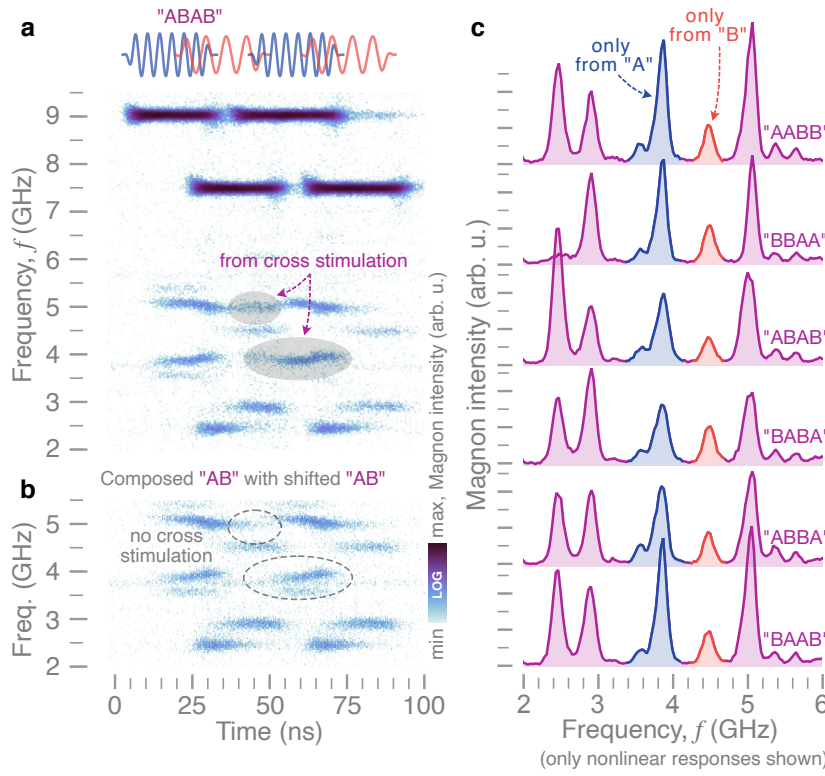 a
"ABAB"
Frequency, f (GHz)
9
8
7
6
5
4
3
2
from cross stimulation
max, Magnon intensity (arb. u.)
LOG
min
b
Composed "AB" with shifted "AB"
no cross
stimulation
Freq. (GHz)
5
4
3
2
0
25
50
75
100
Time (ns)
c
only
from "A"
only
from "B"
Magnon intensity (arb. u.)
"AABB"
"BBAA"
"ABAB"
"BABA"
"ABBA"
"BAAB"
2
3
4
5
6
Frequency, f (GHz)
(only nonlinear responses shown)